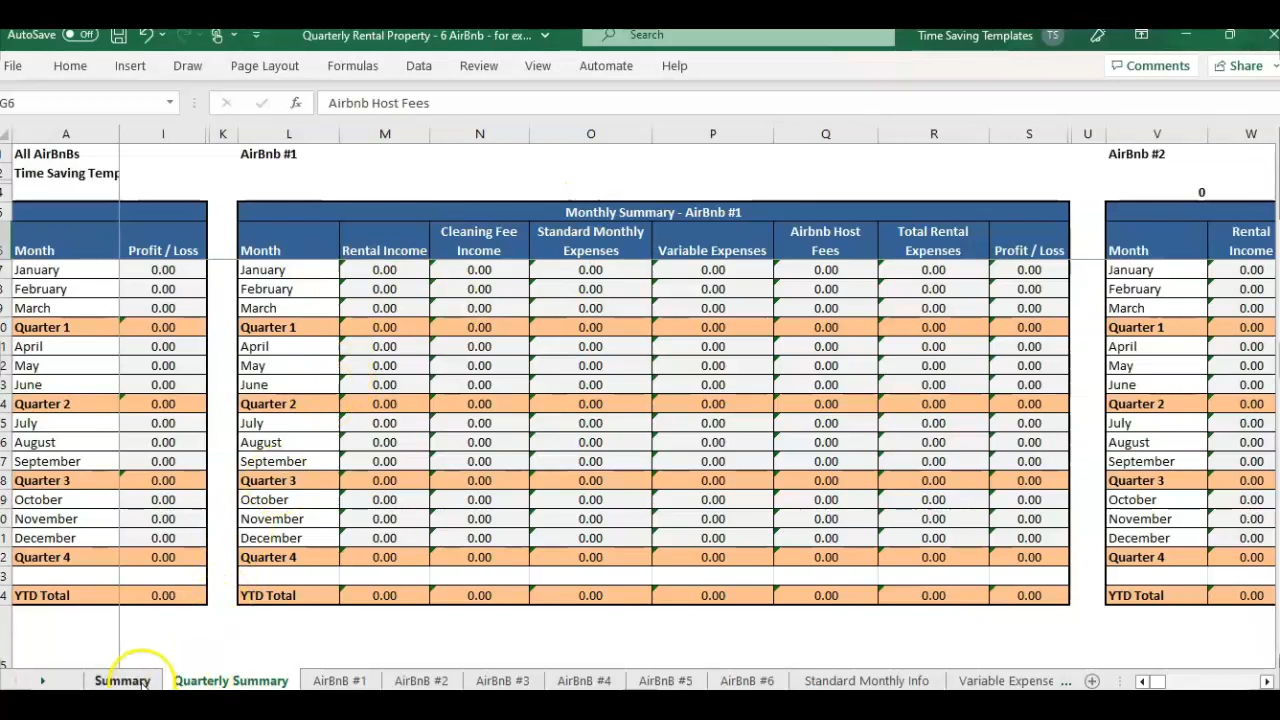 AutoSave Off Quarterly Rental Property - 6 AirBnb - for ex... Search Time Saving Templates TS
File Home Insert Draw Page Layout Formulas Data Review View Automate Help Comments Share
G6 fx Airbnb Host Fees
A I K L M N O P Q R S U V W
All AirBnBs AirBnb #1 AirBnb #2
Time Saving Temp
0
Monthly Summary - AirBnb #1
Month Profit / Loss Month Rental Income Cleaning Fee Income Standard Monthly Expenses Variable Expenses Airbnb Host Fees Total Rental Expenses Profit / Loss Month Rental Income
January 0.00 January 0.00 0.00 0.00 0.00 0.00 0.00 0.00 January 0.00
February 0.00 February 0.00 0.00 0.00 0.00 0.00 0.00 0.00 February 0.00
March 0.00 March 0.00 0.00 0.00 0.00 0.00 0.00 0.00 March 0.00
Quarter 1 0.00 Quarter 1 0.00 0.00 0.00 0.00 0.00 0.00 0.00 Quarter 1 0.00
April 0.00 April 0.00 0.00 0.00 0.00 0.00 0.00 0.00 April 0.00
May 0.00 May 0.00 0.00 0.00 0.00 0.00 0.00 0.00 May 0.00
June 0.00 June 0.00 0.00 0.00 0.00 0.00 0.00 0.00 June 0.00
Quarter 2 0.00 Quarter 2 0.00 0.00 0.00 0.00 0.00 0.00 0.00 Quarter 2 0.00
July 0.00 July 0.00 0.00 0.00 0.00 0.00 0.00 0.00 July 0.00
August 0.00 August 0.00 0.00 0.00 0.00 0.00 0.00 0.00 August 0.00
September 0.00 September 0.00 0.00 0.00 0.00 0.00 0.00 0.00 September 0.00
Quarter 3 0.00 Quarter 3 0.00 0.00 0.00 0.00 0.00 0.00 0.00 Quarter 3 0.00
October 0.00 October 0.00 0.00 0.00 0.00 0.00 0.00 0.00 October 0.00
November 0.00 November 0.00 0.00 0.00 0.00 0.00 0.00 0.00 November 0.00
December 0.00 December 0.00 0.00 0.00 0.00 0.00 0.00 0.00 December 0.00
Quarter 4 0.00 Quarter 4 0.00 0.00 0.00 0.00 0.00 0.00 0.00 Quarter 4 0.00
YTD Total 0.00 YTD Total 0.00 0.00 0.00 0.00 0.00 0.00 0.00 YTD Total 0.00
Summary Quarterly Summary AirBnB #1 AirBnB #2 AirBnB #3 AirBnB #4 AirBnB #5 AirBnB #6 Standard Monthly Info Variable Expense ...